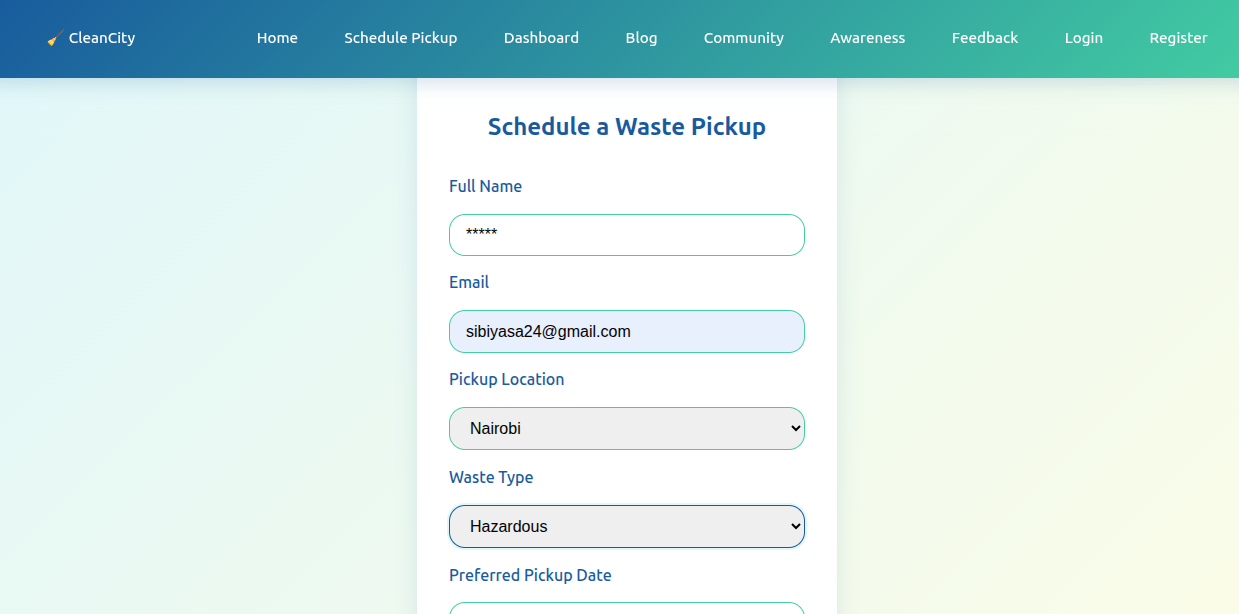 CleanCity Home Schedule Pickup Dashboard Blog Community Awareness Feedback Login Register
Schedule a Waste Pickup
Full Name
*****
Email
sibiyasa24@gmail.com
Pickup Location
Nairobi
Waste Type
Hazardous
Preferred Pickup Date